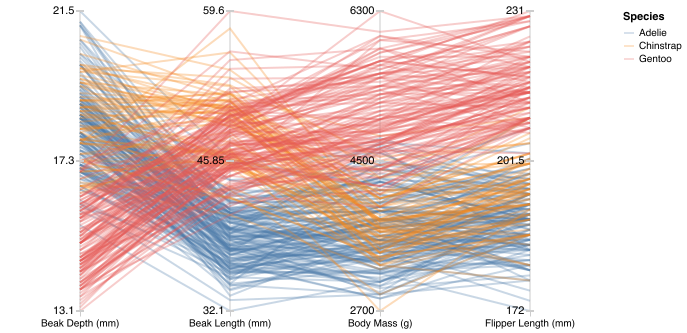 21.5 59.6 6300 231
17.3 45.85 4500 201.5
13.1 32.1 2700 172
Beak Depth (mm) Beak Length (mm) Body Mass (g) Flipper Length (mm)
Species
Adelie
Chinstrap
Gentoo